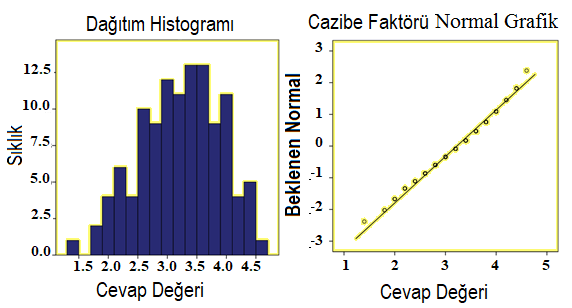 Dağıtım Histogramı
Sıklık
12.5
10.0
7.5
5.0
2.5
0.0
1.5 2.0 2.5 3.0 3.5 4.0 4.5
Cevap Değeri
Cazibe Faktörü Normal Grafik
Beklenen Normal
3
2
1
0
-1
-2
-3
1 2 3 4 5
Cevap Değeri